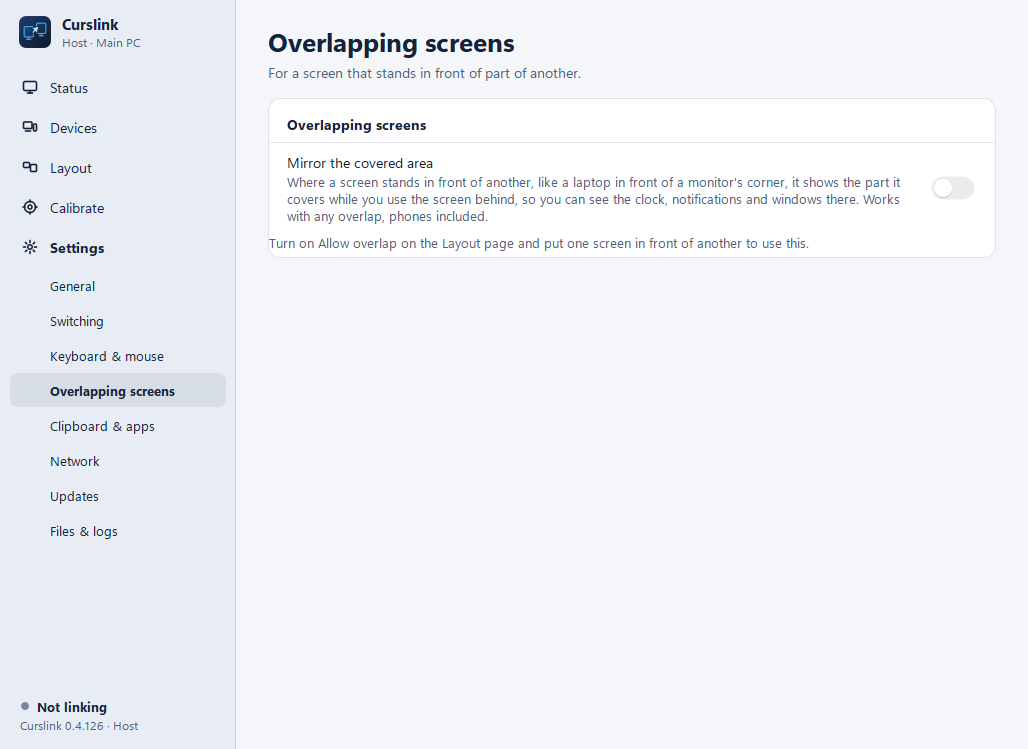 Curslink
Host · Main PC
Status
Devices
Layout
Calibrate
Settings
General
Switching
Keyboard & mouse
Overlapping screens
Clipboard & apps
Network
Updates
Files & logs
Not linking
Curslink 0.4.126 · Host
Overlapping screens
For a screen that stands in front of part of another.
Overlapping screens
Mirror the covered area
Where a screen stands in front of another, like a laptop in front of a monitor's corner, it shows the part it
covers while you use the screen behind, so you can see the clock, notifications and windows there. Works
with any overlap, phones included.
Turn on Allow overlap on the Layout page and put one screen in front of another to use this.